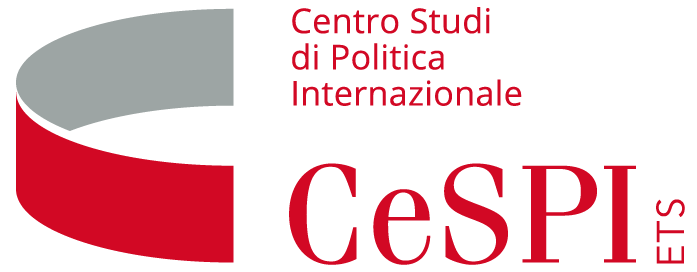 Centro Studi
di Politica
Internazionale
CeSPI
ETS